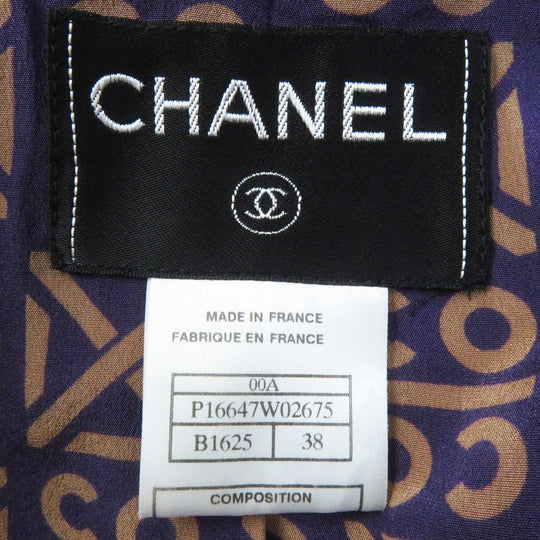 CHANEL
MADE IN FRANCE
FABRIQUE EN FRANCE
00A
P16647W02675
B1625 38
COMPOSITION